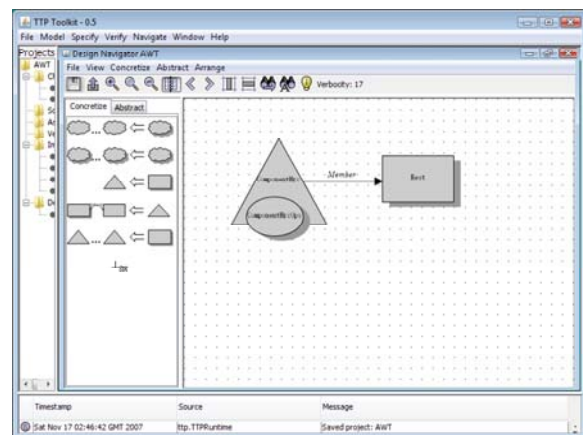 TTP Toolkit - 0.5
File Model Specify Verify Navigate Window Help
Projects
Design Navigator AWT
AWT
File View Concretize Abstract Arrange
Verbosity: 17
Concretize Abstract
Member
Rest
Timestamp Source Message
Sat Nov 17 02:46:42 GMT 2007 ttp.TTPRuntime Saved project: AWT